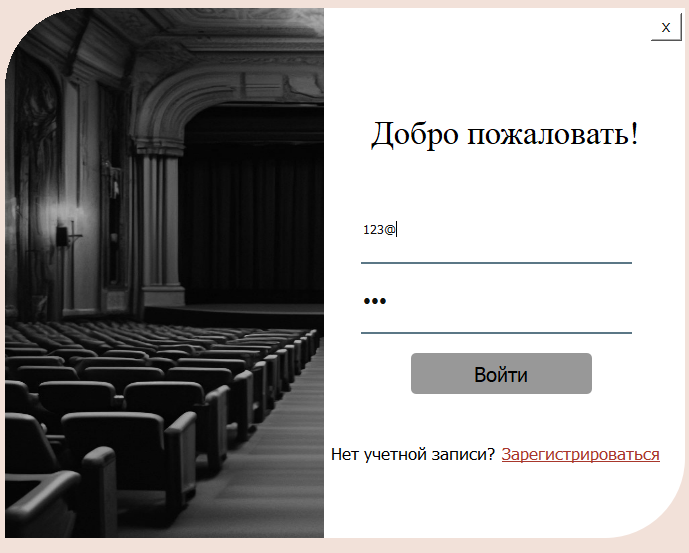 X
Добро пожаловать!
123@
•••
Войти
Нет учетной записи? Зарегистрироваться